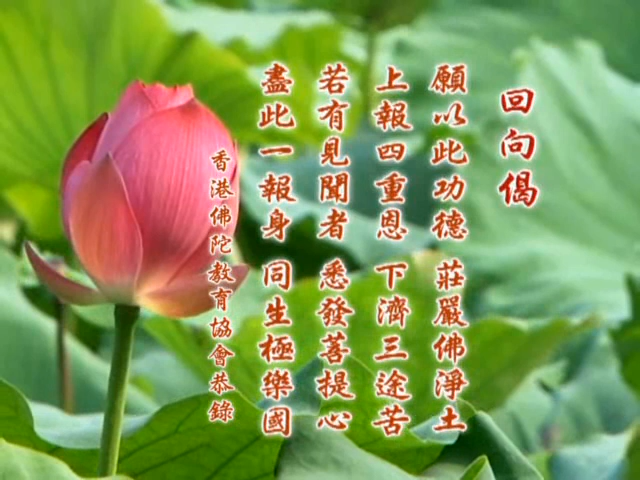 回向偈
願以此功德 莊嚴佛淨土
上報四重恩 下濟三途苦
若有見聞者 悉發菩提心
盡此一報身 同生極樂國
香港佛陀教育協會恭錄